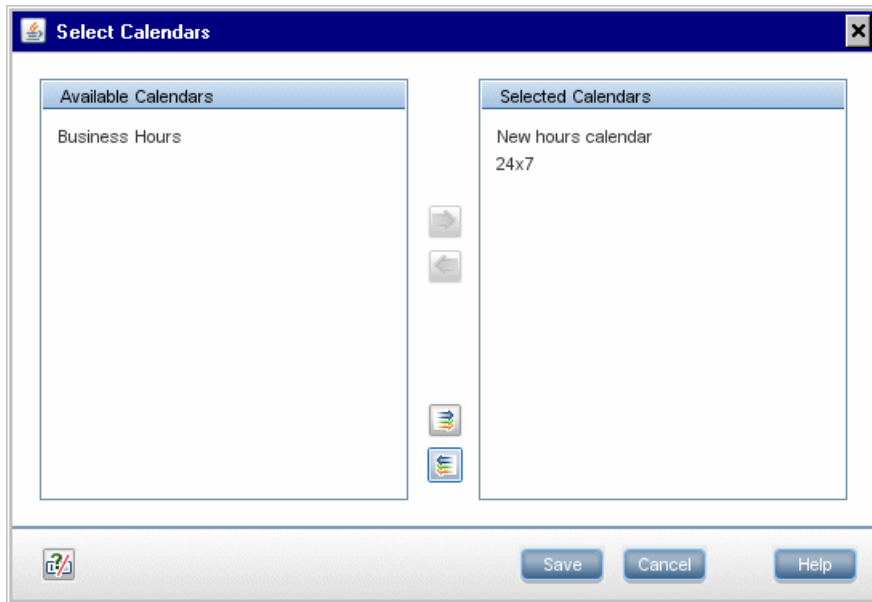 Select Calendars
Available Calendars
Business Hours
Selected Calendars
New hours calendar
24x7
Save
Cancel
Help